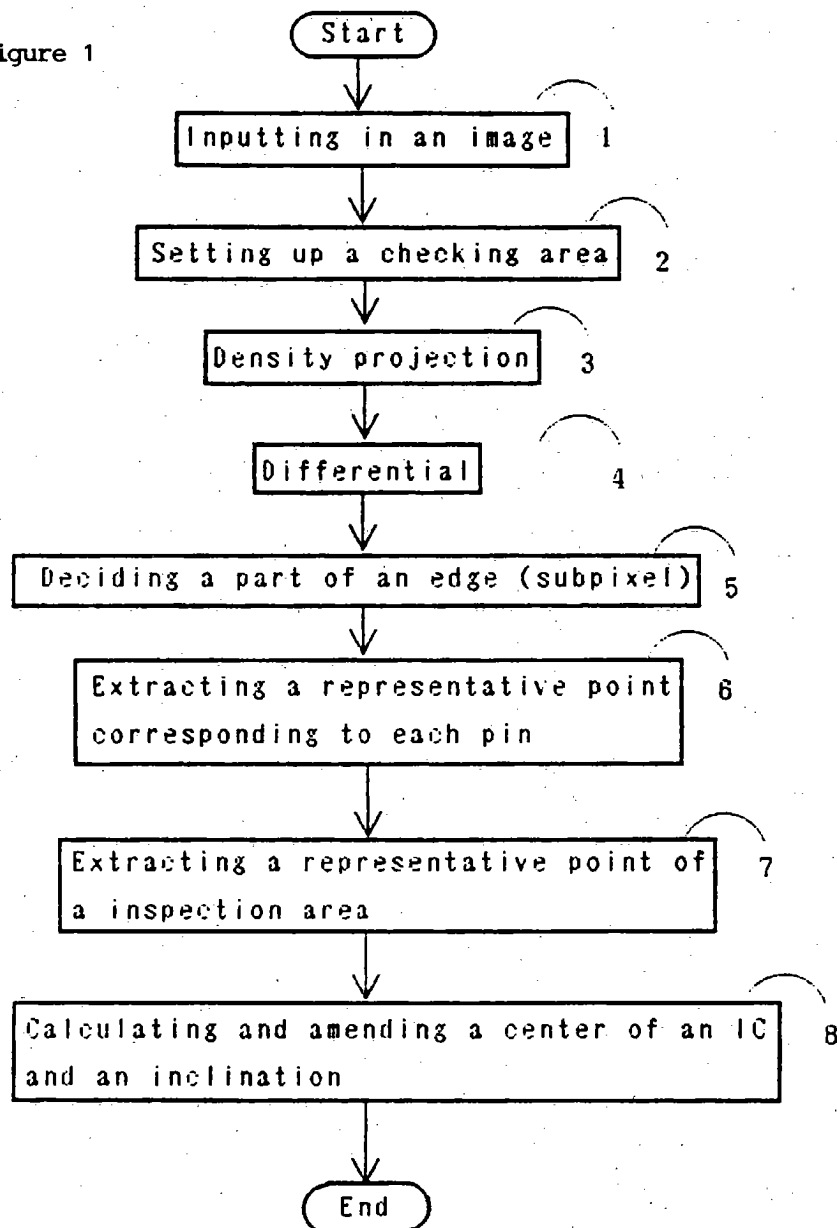 Start
igure 1
Inputting in an image 1
Setting up a checking area 2
Density projection 3
Differential 4
Deciding a part of an edge (subpixel) 5
Extracting a representative point 6
corresponding to each pin
Extracting a representative point of 7
a inspection area
Calculating and amending a center of an IC 8
and an inclination
End